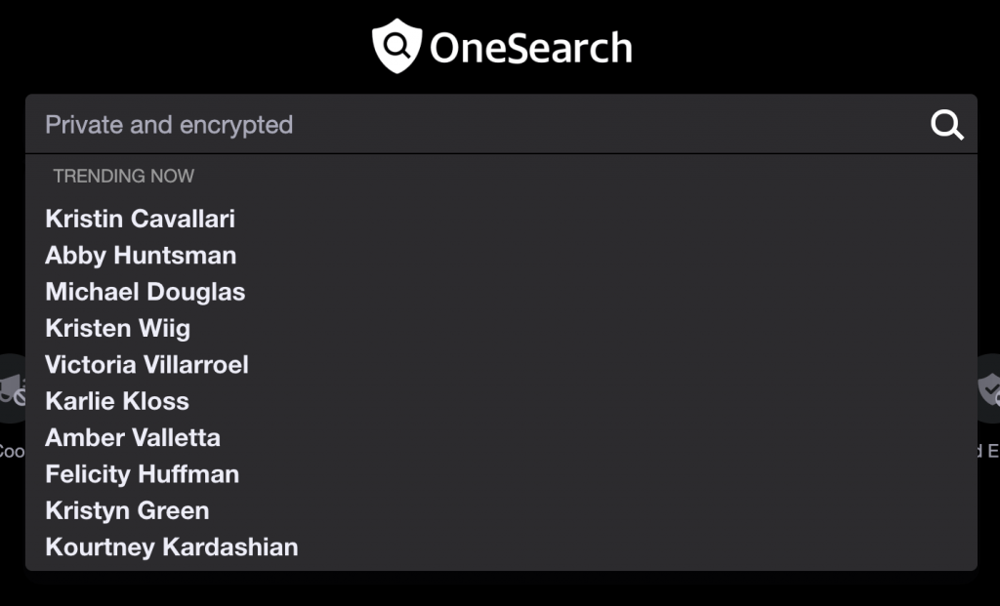 OneSearch
Private and encrypted
TRENDING NOW
Kristin Cavallari
Abby Huntsman
Michael Douglas
Kristen Wiig
Victoria Villarroel
Karlie Kloss
Amber Valletta
Felicity Huffman
Kristyn Green
Kourtney Kardashian